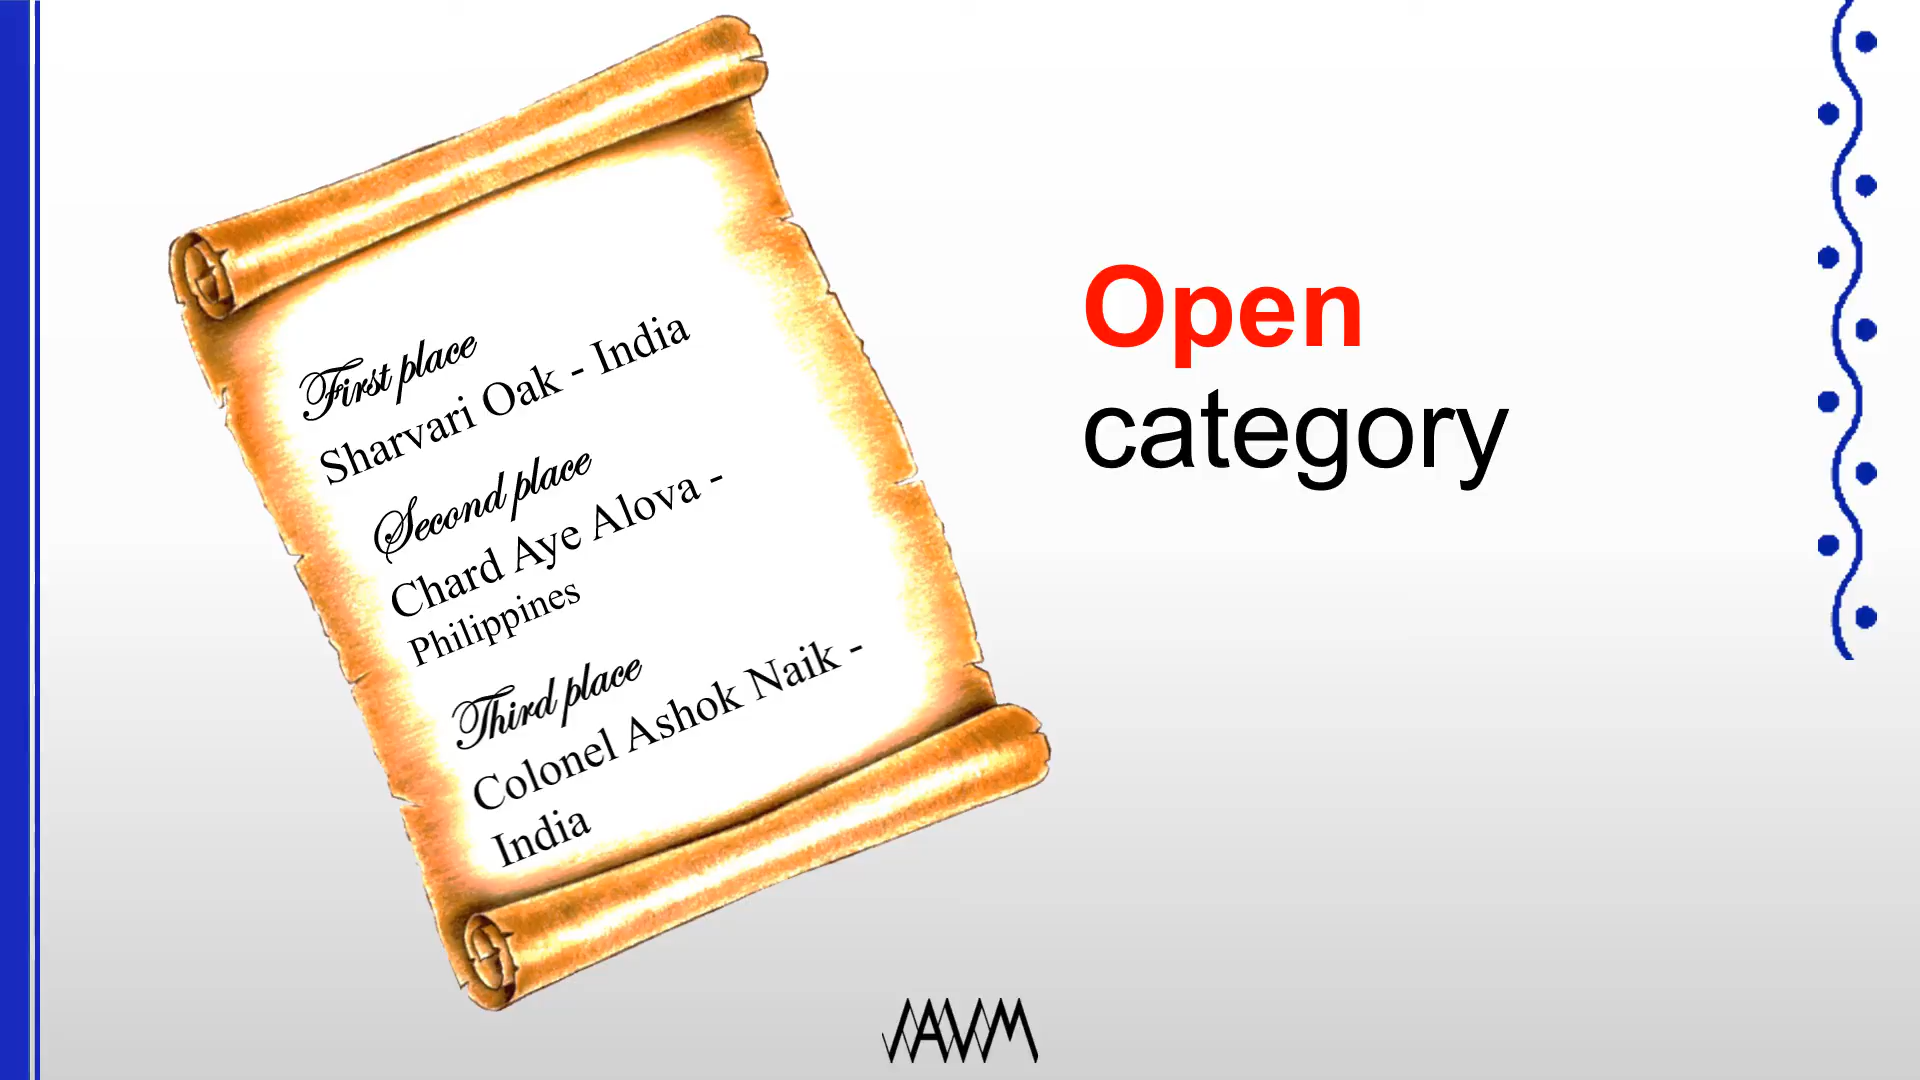 First place
Sharvari Oak - India
Second place
Chard Aye Alova -
Philippines
Third place
Colonel Ashok Naik -
India
Open
category